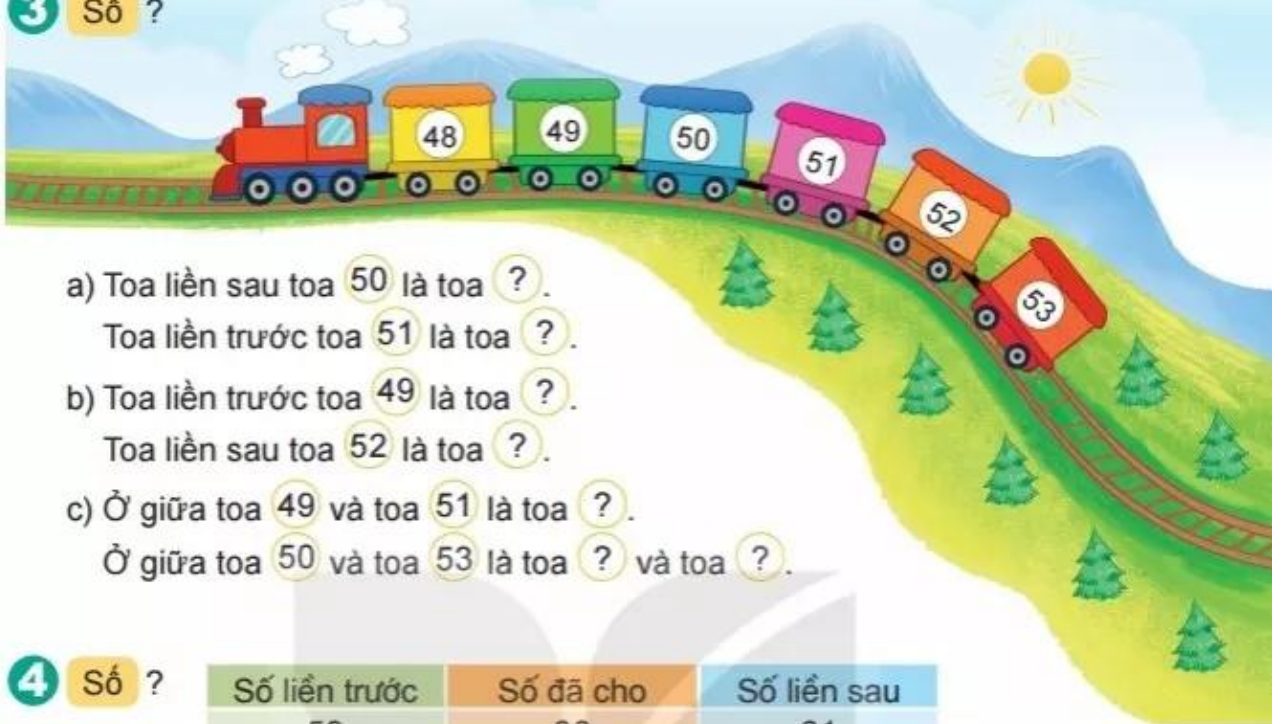 3 Số ?
48 49 50 51 52 53
a) Toa liền sau toa 50 là toa ? .
Toa liền trước toa 51 là toa ? .
b) Toa liền trước toa 49 là toa ? .
Toa liền sau toa 52 là toa ? .
c) Ở giữa toa 49 và toa 51 là toa ? .
Ở giữa toa 50 và toa 53 là toa ? và toa ? .
4 Số ?
Số liền trước Số đã cho Số liền sau